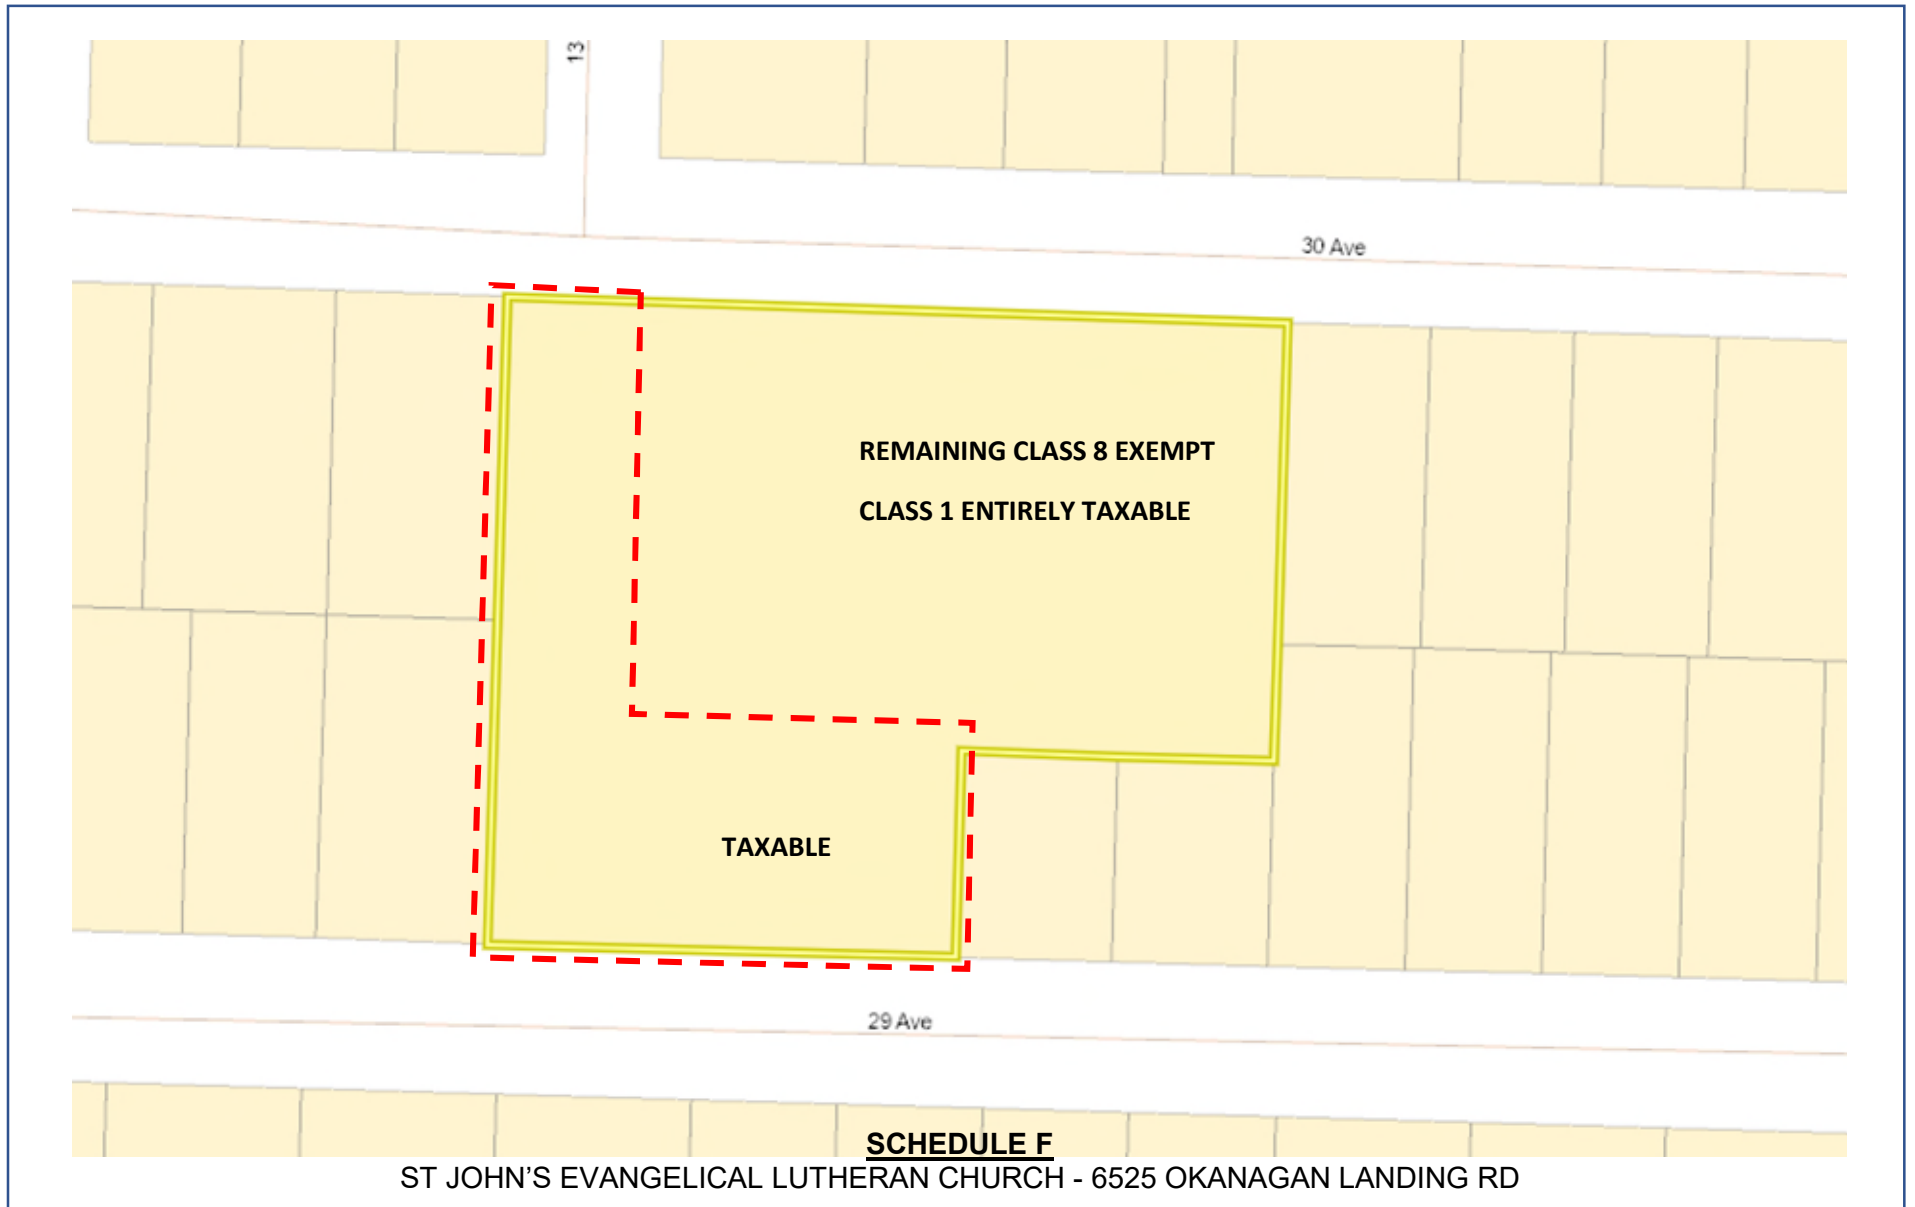 13
30 Ave
REMAINING CLASS 8 EXEMPT
CLASS 1 ENTIRELY TAXABLE
TAXABLE
29 Ave
SCHEDULE F
ST JOHN’S EVANGELICAL LUTHERAN CHURCH - 6525 OKANAGAN LANDING RD